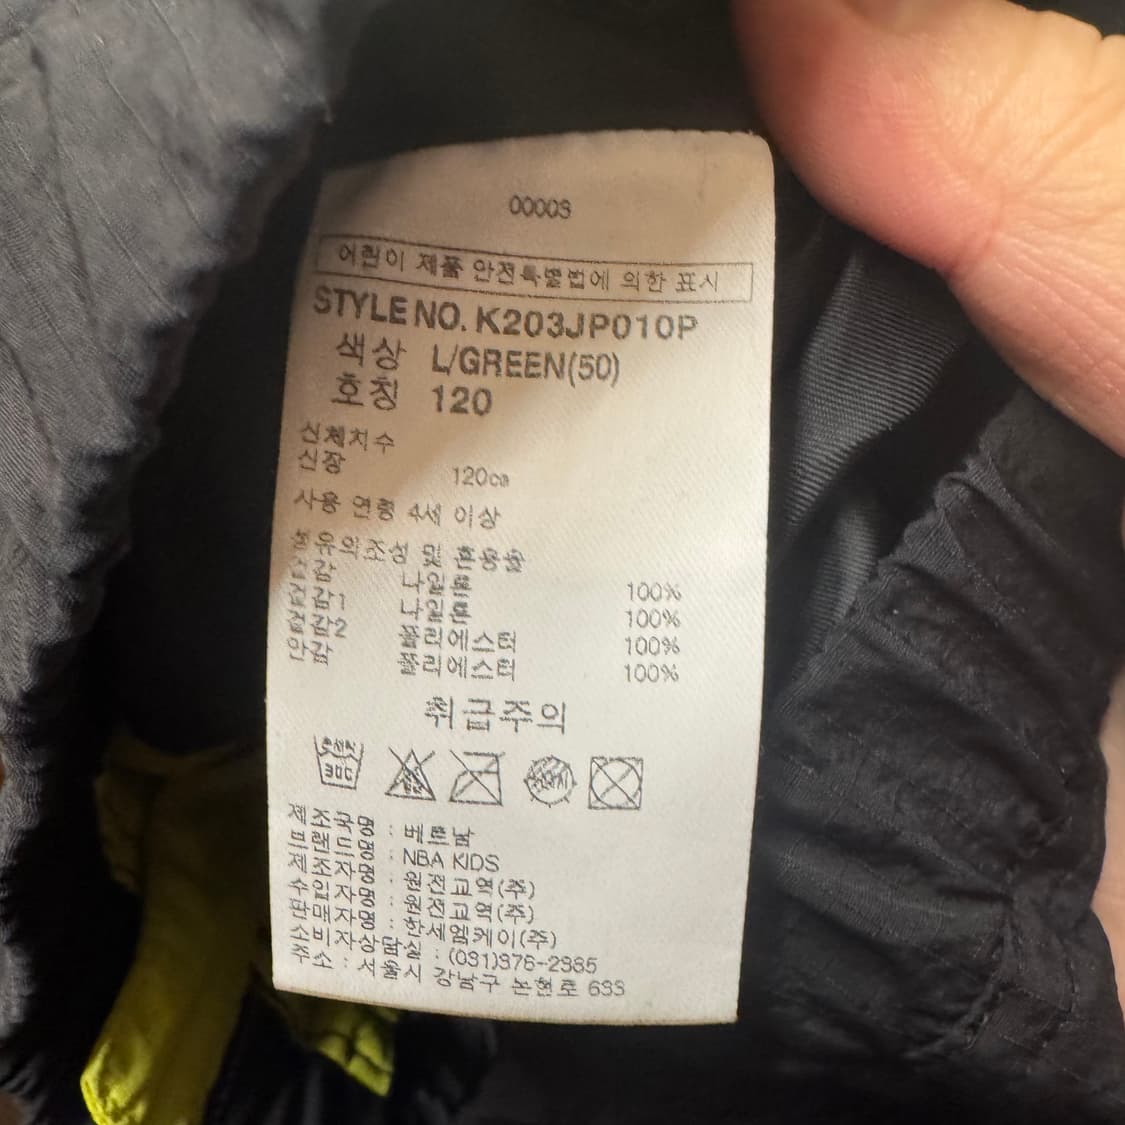 00003
어린이 제품 안전특별법에 의한 표시
STYLE NO. K203JP010P
색상 L/GREEN(50)
호칭 120
신체치수
신장 120cm
사용 연령 4세 이상
섬유의조성 및 혼용율
겉감 나일론 100%
겉감1 나일론 100%
겉감2 폴리에스터 100%
안감 폴리에스터 100%
취급주의
제조국명 : 베트남
브랜드명 : NBA KIDS
제조자명 : 원전교역(주)
수입자명 : 원전교역(주)
판매자명 : 한세엠케이(주)
소비자상담실 : (031)376-2385
주소 : 서울시 강남구 논현로 633